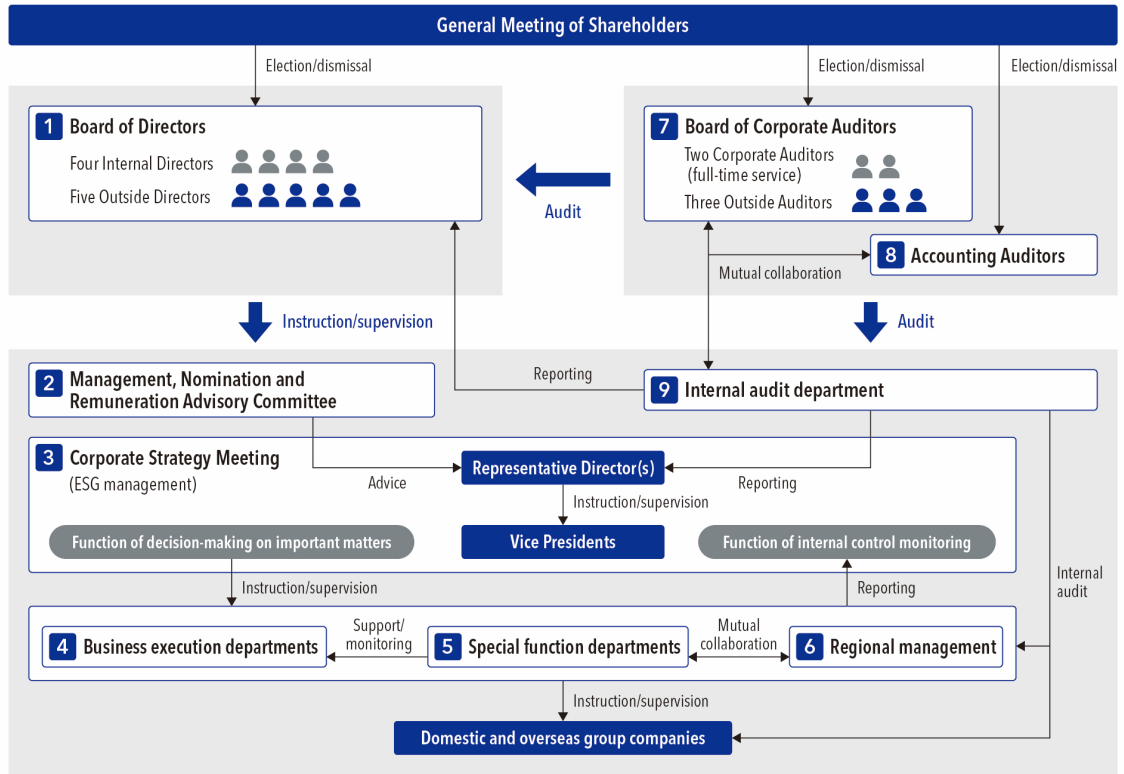 General Meeting of Shareholders
Election/dismissal
Election/dismissal
Election/dismissal
1 Board of Directors
Four Internal Directors
Five Outside Directors
Audit
7 Board of Corporate Auditors
Two Corporate Auditors
(full-time service)
Three Outside Auditors
8 Accounting Auditors
Mutual collaboration
Instruction/supervision
Audit
2 Management, Nomination and
Remuneration Advisory Committee
Reporting
9 Internal audit department
3 Corporate Strategy Meeting
(ESG management)
Advice
Representative Director(s)
Reporting
Instruction/supervision
Function of decision-making on important matters
Vice Presidents
Function of internal control monitoring
Instruction/supervision
Reporting
Internal
audit
4 Business execution departments
Support/
monitoring
5 Special function departments
Mutual
collaboration
6 Regional management
Instruction/supervision
Domestic and overseas group companies